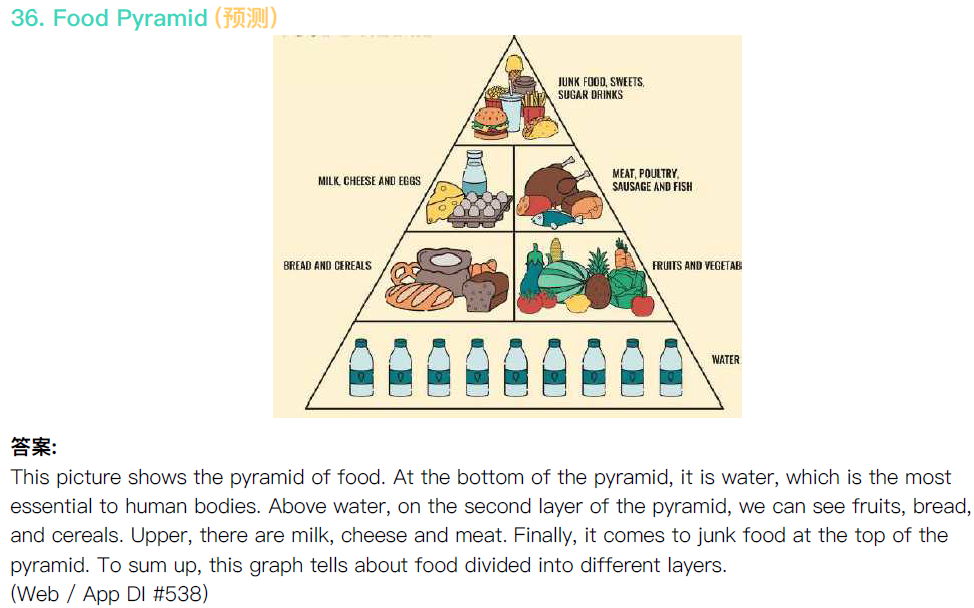 36. Food Pyramid (预测)
JUNK FOOD, SWEETS,
SUGAR DRINKS
MILK, CHEESE AND EGGS
MEAT, POULTRY,
SAUSAGE AND FISH
BREAD AND CEREALS
FRUITS AND VEGETAB
WATER
答案:
This picture shows the pyramid of food. At the bottom of the pyramid, it is water, which is the most
essential to human bodies. Above water, on the second layer of the pyramid, we can see fruits, bread,
and cereals. Upper, there are milk, cheese and meat. Finally, it comes to junk food at the top of the
pyramid. To sum up, this graph tells about food divided into different layers.
(Web / App DI #538)